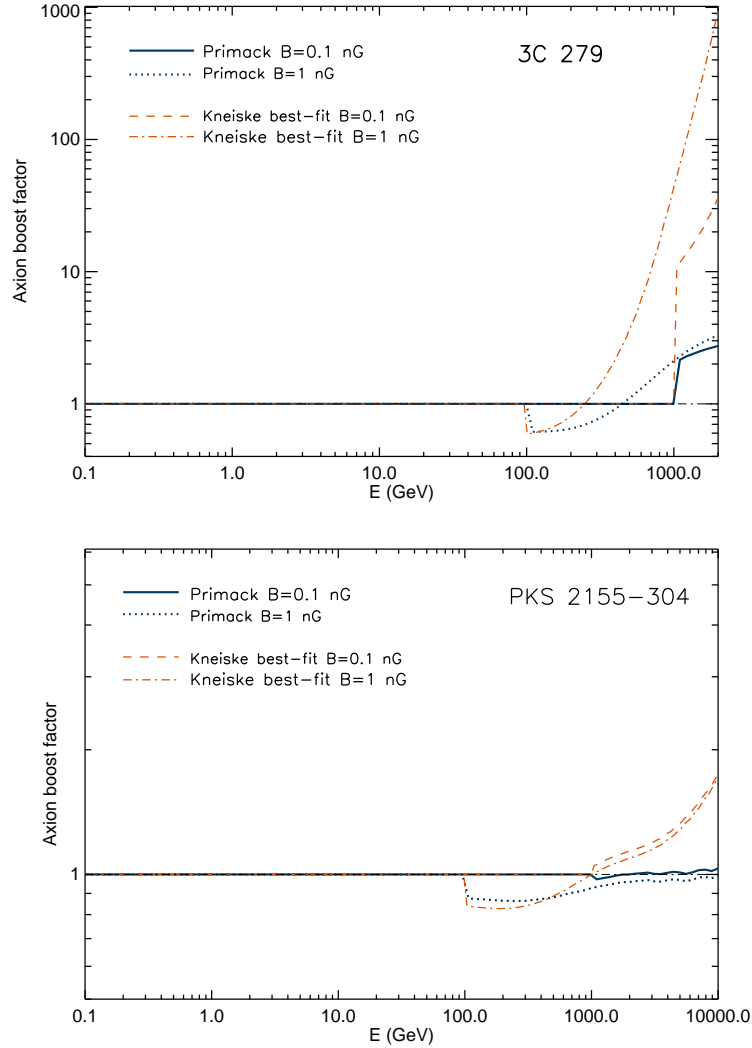 1000
100
10
1
Axion boost factor
Primack B=0.1 nG
Primack B=1 nG
Kneiske best-fit B=0.1 nG
Kneiske best-fit B=1 nG
3C 279
0.1 1.0 10.0 100.0 1000.0
E (GeV)
Axion boost factor
1
Primack B=0.1 nG
Primack B=1 nG
Kneiske best-fit B=0.1 nG
Kneiske best-fit B=1 nG
PKS 2155-304
0.1 1.0 10.0 100.0 1000.0 10000.0
E (GeV)